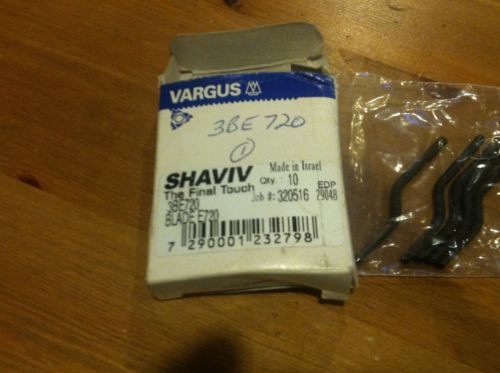 VARGUS
3BE720
1
SHAVIV
Made in Israel
The Final Touch
Qty.: 10
3BE720
Job #: 320516
EDP
29048
BLADE E720
7 290001 232798